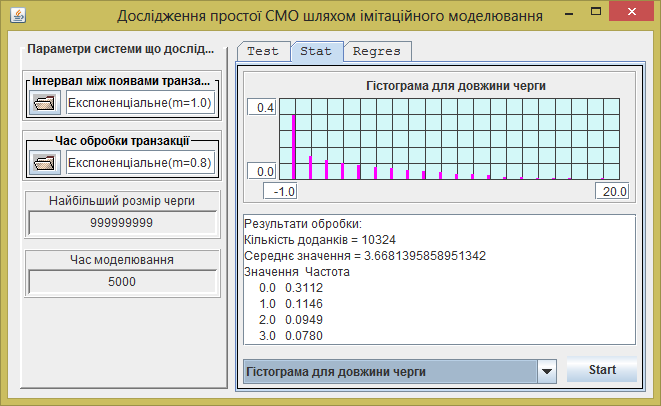 Дослідження простої СМО шляхом імітаційного моделювання
Параметри системи що дослід...
Інтервал між появами транза...
Експоненціальне(m=1.0)
Час обробки транзакції
Експоненціальне(m=0.8)
Найбільший розмір черги
999999999
Час моделювання
5000
Test Stat Regres
Гістограма для довжини черги
0.4
0.0
-1.0 20.0
Результати обробки:
Кількість доданків = 10324
Середнє значення = 3.6681395858951342
Значення Частота
0.0 0.3112
1.0 0.1146
2.0 0.0949
3.0 0.0780
Гістограма для довжини черги
Start